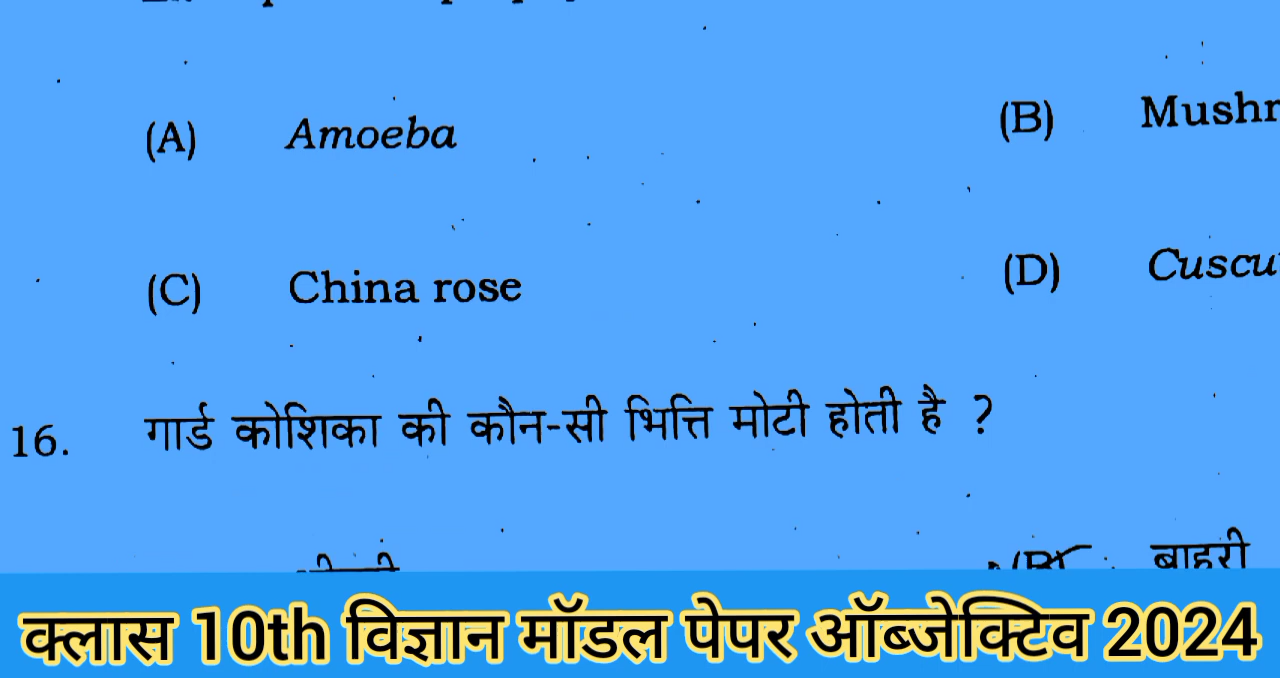 (A) Amoeba
(B) Mushr
(C) China rose
(D) Cuscu
16. गार्ड कोशिका की कौन-सी भित्ति मोटी होती है ?
(B) बाहरी
क्लास 10th विज्ञान मॉडल पेपर ऑब्जेक्टिव 2024